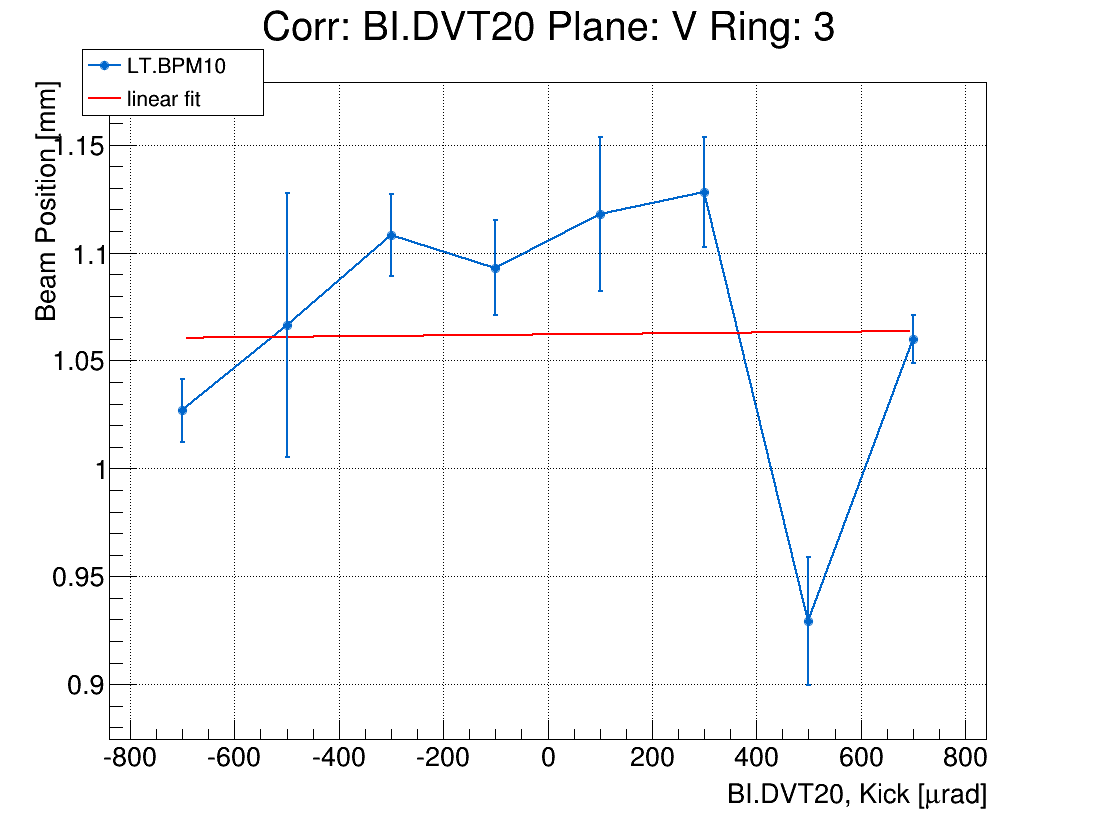 Corr: BI.DVT20 Plane: V Ring: 3
LT.BPM10
linear fit
Beam Position [mm]
1.15
1.1
1.05
1
0.95
0.9
-800 -600 -400 -200 0 200 400 600 800
BI.DVT20, Kick [μrad]